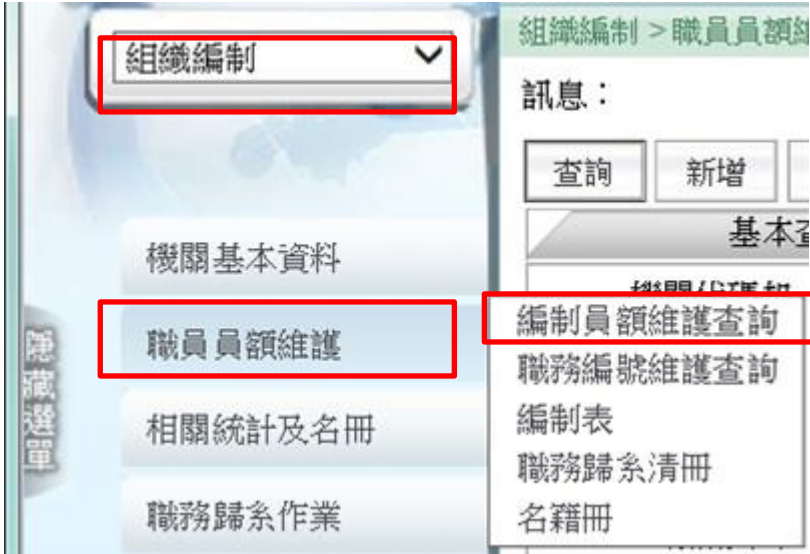 組織編制
機關基本資料
職員員額維護
相關統計及名冊
職務歸系作業
隱藏選單
組織編制 > 職員員額
訊息：
查詢
新增
基本
編制員額維護查詢
職務編號維護查詢
編制表
職務歸系清冊
名籍冊